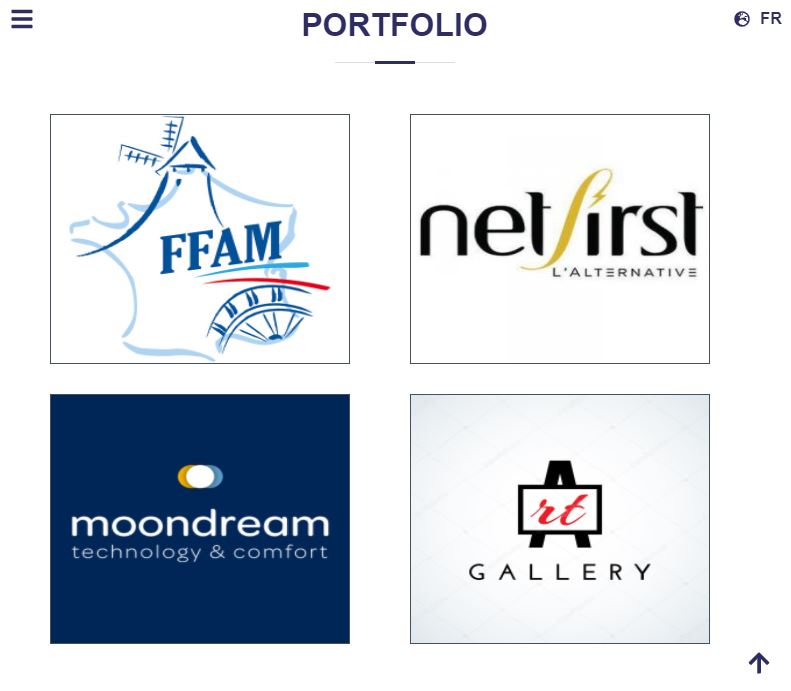 PORTFOLIO
FR
FFAM
netfirst
L'ALTERNATIVE
moondream
technology & comfort
Art
GALLERY